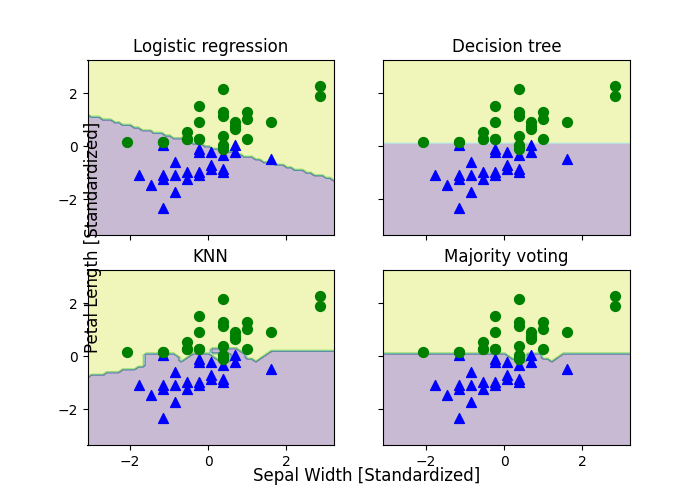 Logistic regression
Decision tree
2
0
−2
Petal Length [Standardized]
KNN
Majority voting
2
0
−2
−2
0
2
−2
0
2
Sepal Width [Standardized]